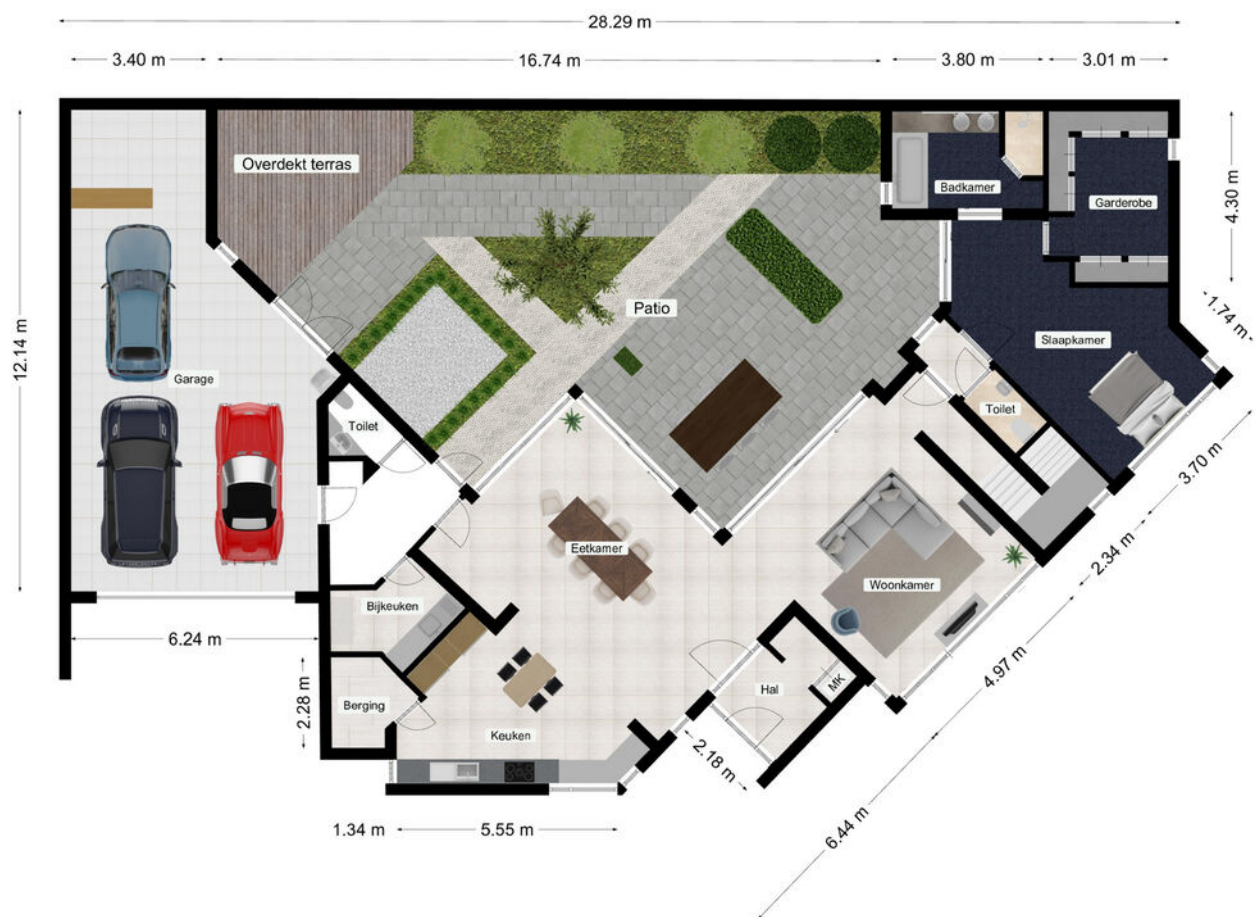 28.29 m
3.40 m
16.74 m
3.80 m
3.01 m
Overdekt terras
Badkamer
Garderobe
4.30 m
12.14 m
Patio
1.74 m
Slaapkamer
Garage
Toilet
Toilet
3.70 m
Eetkamer
2.34 m
Woonkamer
Bijkeuken
6.24 m
4.97 m
2.28 m
Berging
Hal
MK
Keuken
2.18 m
6.44 m
1.34 m
5.55 m